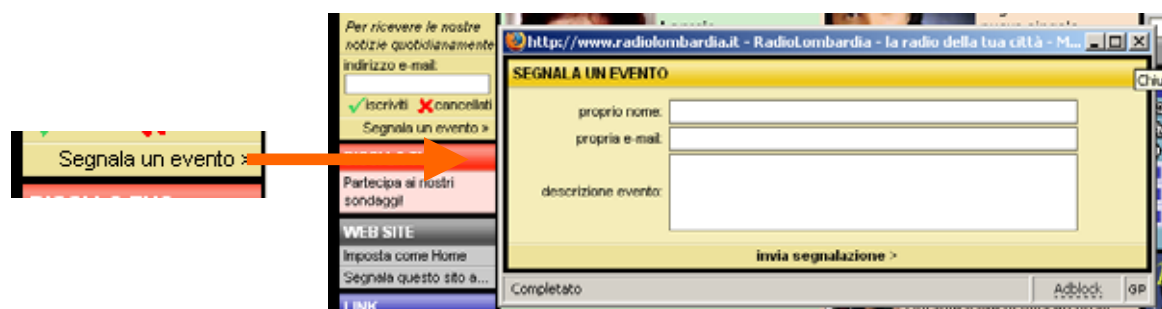 Segnala un evento >
Per ricevere le nostre
notizie quotidianamente
indirizzo e-mail:
iscriviti cancellati
Segnala un evento >
Partecipa ai nostri
sondaggi!
WEB SITE
Imposta come Home
Segnala questo sito a...
LINK
http://www.radiolombardia.it - RadioLombardia - la radio della tua città - M...
SEGNALA UN EVENTO
proprio nome:
propria e-mail:
descrizione evento:
invia segnalazione >
Completato
Adblock
GP
Chiu